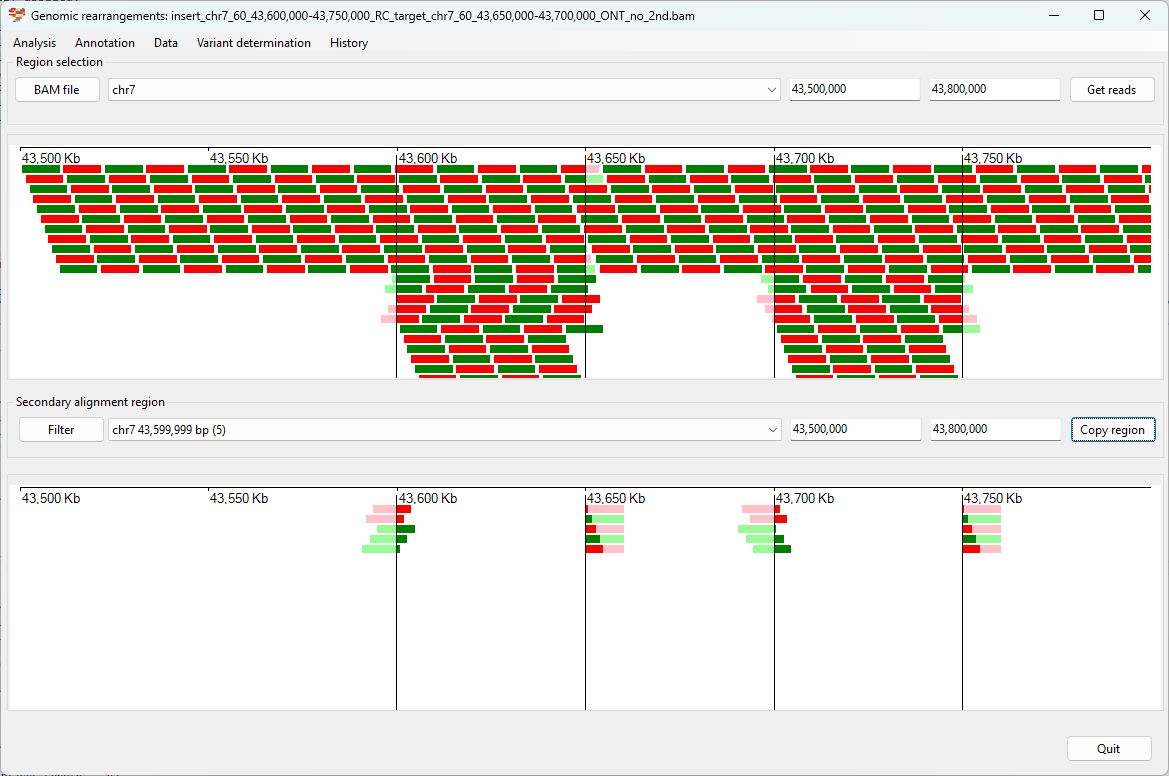 Genomic rearrangements: insert_chr7_60_43,600,000-43,750,000_RC_target_chr7_60_43,650,000-43,700,000_ONT_no_2nd.bam
Analysis Annotation Data Variant determination History
Region selection
BAM file chr7 43,500,000 43,800,000 Get reads
43,500 Kb 43,550 Kb 43,600 Kb 43,650 Kb 43,700 Kb 43,750 Kb
Secondary alignment region
Filter chr7 43,599,999 bp (5) 43,500,000 43,800,000 Copy region
43,500 Kb 43,550 Kb 43,600 Kb 43,650 Kb 43,700 Kb 43,750 Kb
Quit